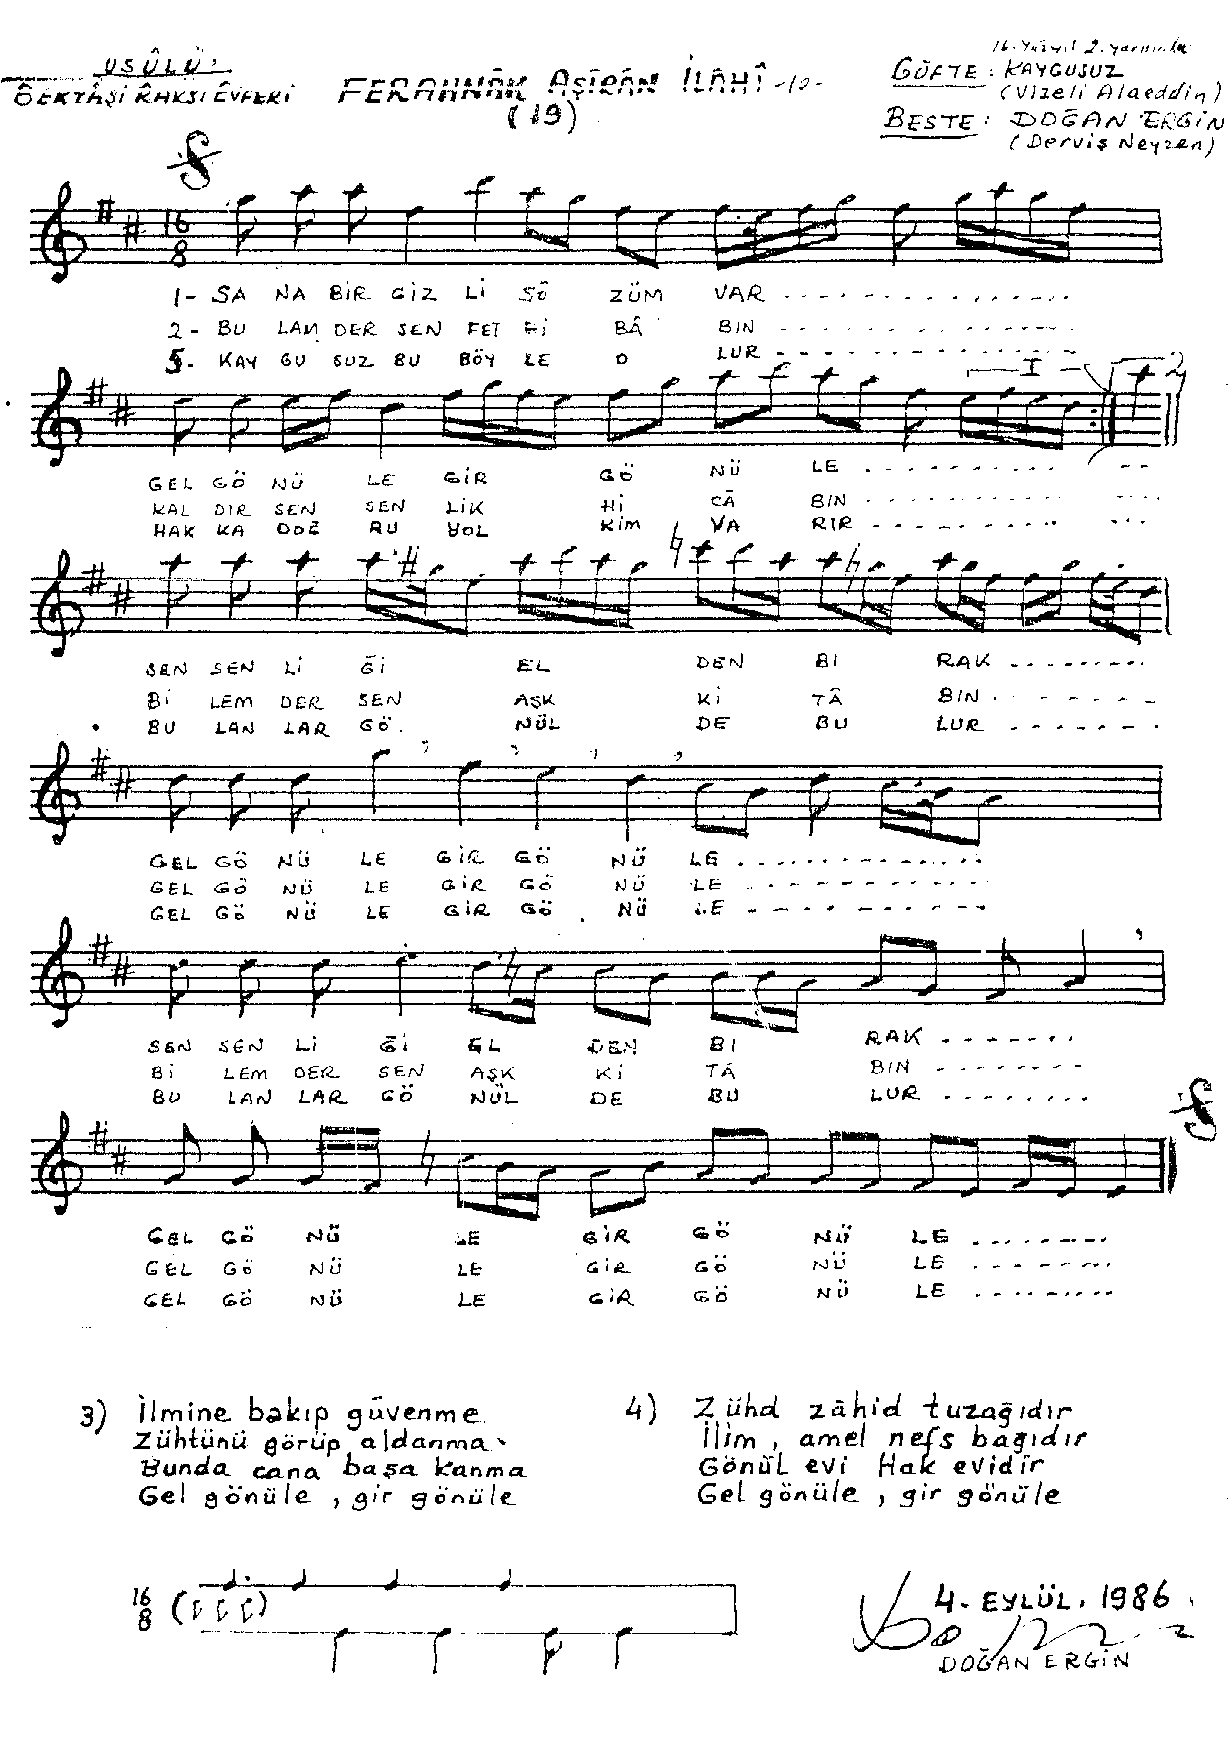 USÛLÜ:
BEKTÂŞİ RAKSI EVFERİ
FERAHNÂK AŞÎRÂN İLÂHÎ -10-
(19)
16. Yüzyıl 2. yarısında
GÜFTE : KAYGUSUZ
(Vizeli Alaeddin)
BESTE : DOĞAN ERGİN
(Derviş Neyzen)
16
8
1- SA NA BİR GİZ Lİ SÖ ZÜM VAR
2- BU LAM DER SEN FET Hİ BÂ BIN
5- KAY GU SUZ BU BÖY LE O LUR
I 2
GEL GÖ NÜ LE GİR GÖ NÜ LE
KAL DIR SEN SEN LİK Hİ CÂ BIN
HAK KA DOĞ RU YOL KİM VA RIR
SEN SEN Lİ Ğİ EL DEN BI RAK
Bİ LEM DER SEN AŞK Kİ TÂ BIN
BU LAN LAR GÖ NÜL DE BU LUR
GEL GÖ NÜ LE GİR GÖ NÜ LE
GEL GÖ NÜ LE GİR GÖ NÜ LE
GEL GÖ NÜ LE GİR GÖ NÜ LE
SEN SEN Lİ Ğİ EL DEN BI RAK
Bİ LEM DER SEN AŞK Kİ TÂ BIN
BU LAN LAR GÖ NÜL DE BU LUR
GEL GÖ NÜ LE GİR GÖ NÜ LE
GEL GÖ NÜ LE GİR GÖ NÜ LE
GEL GÖ NÜ LE GİR GÖ NÜ LE
3) İlmine bakıp güvenme
Zühtünü görüp aldanma
Bunda cana başa kanma
Gel gönüle , gir gönüle
4) Zühd zâhid tuzağıdır
İlim , amel nefs bağıdır
Gönül evi Hak evidir
Gel gönüle , gir gönüle
16
8
4. EYLÜL. 1986
DOĞAN ERGİN